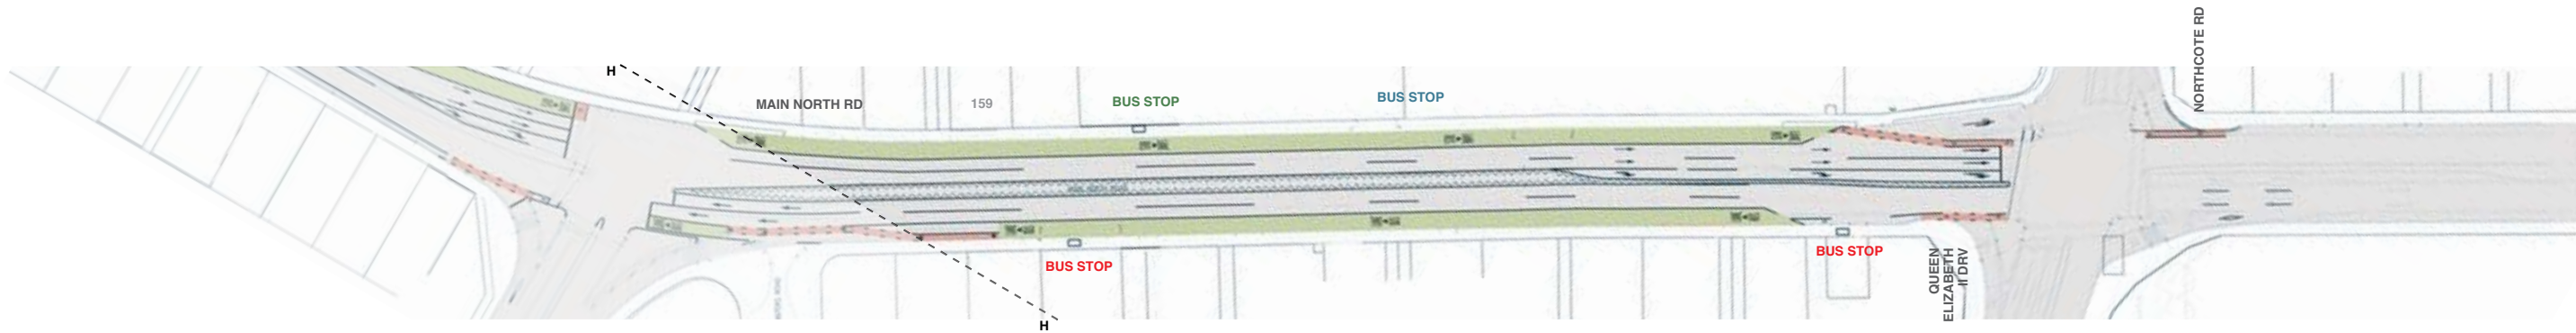 NORTHCOTE RD
H
MAIN NORTH RD
159
BUS STOP
BUS STOP
BUS STOP
BUS STOP
QUEEN
ELIZABETH
II DRV
H